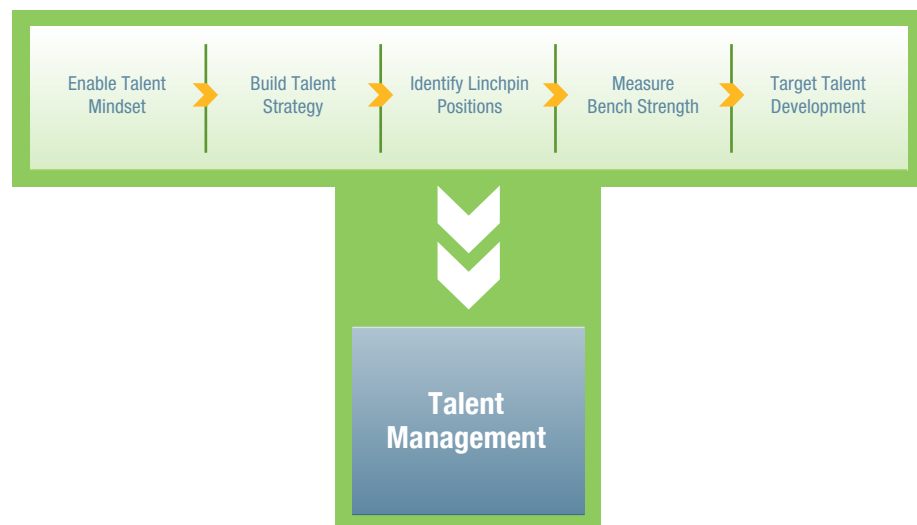 Enable Talent
Mindset
Build Talent
Strategy
Identify Linchpin
Positions
Measure
Bench Strength
Target Talent
Development
Talent
Management